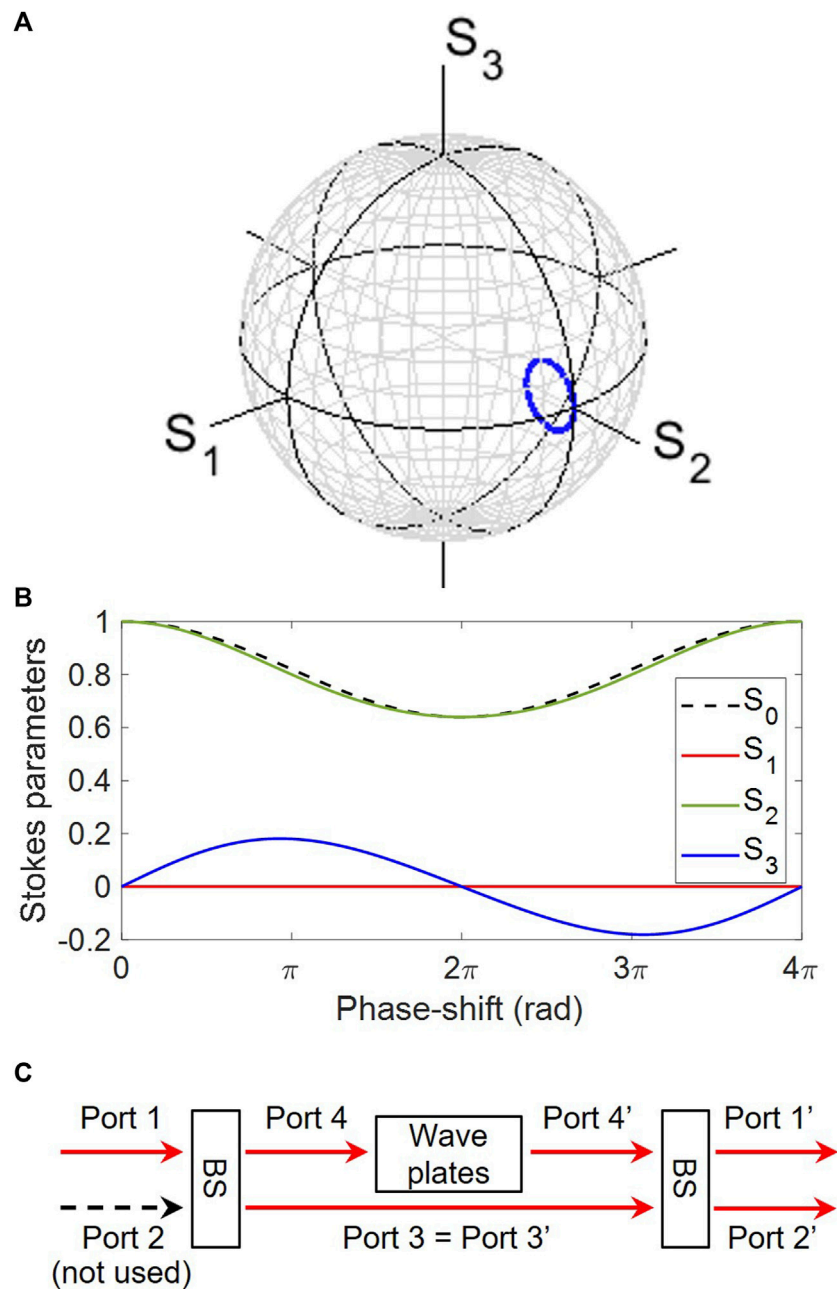 A
S3
S1
S2
B
Stokes parameters
1
0.8
0.6
0.4
0.2
0
-0.2
0
π
2π
3π
4π
Phase-shift (rad)
S0
S1
S2
S3
C
Port 1
Port 4
Port 4’
Port 1’
BS
Wave
plates
BS
Port 2
(not used)
Port 3 = Port 3’
Port 2’